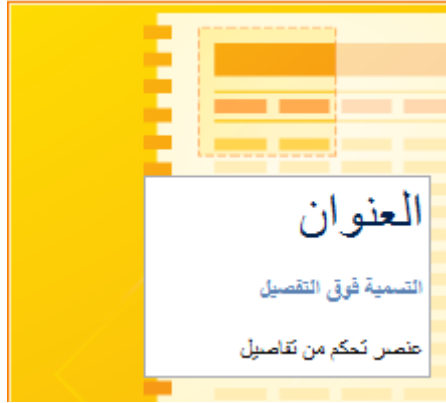 العنوان
التسمية فوق التفصيل
عنصر تحكم من تفاصيل